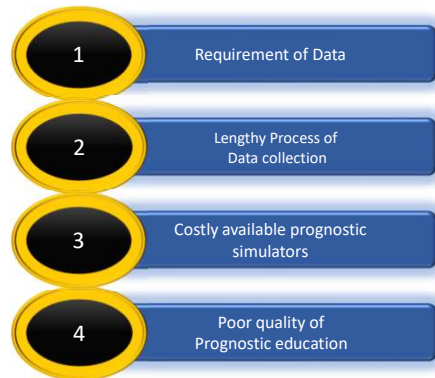 1
Requirement of Data
2
Lengthy Process of
Data collection
3
Costly available prognostic
simulators
4
Poor quality of
Prognostic education